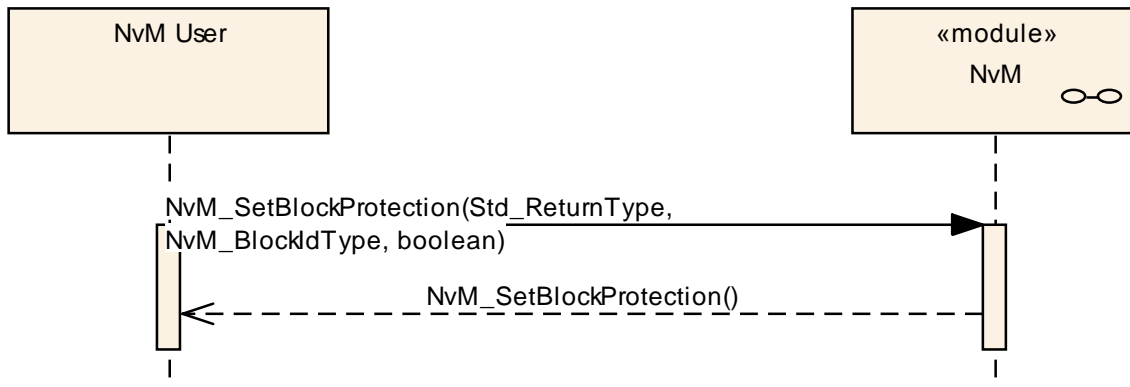 NvM User
«module»
NvM
NvM_SetBlockProtection(Std_ReturnType,
NvM_BlockIdType, boolean)
NvM_SetBlockProtection()